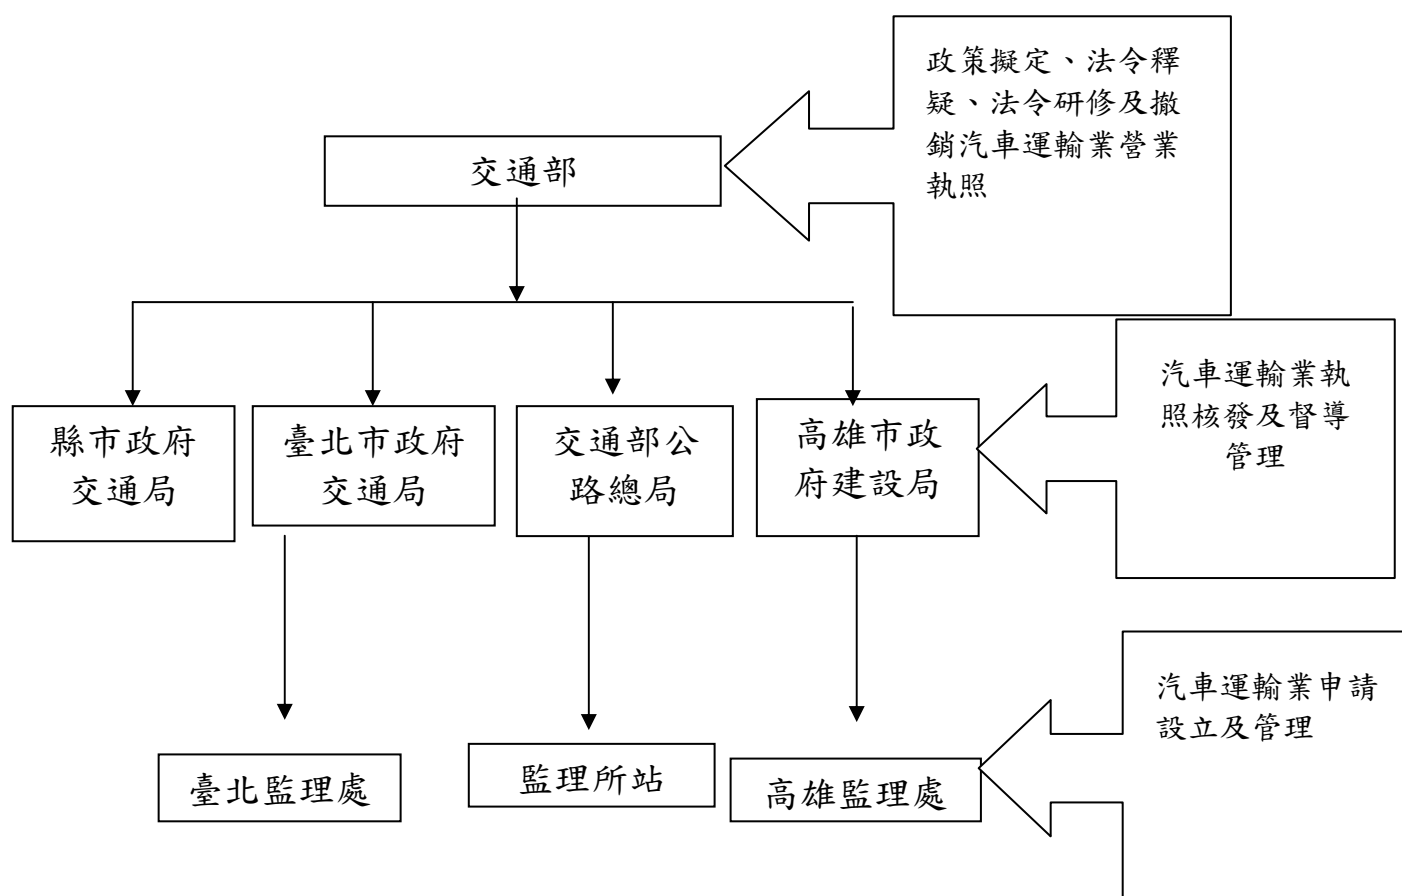 政策擬定、法令釋
疑、法令研修及撤
銷汽車運輸業營業
執照
交通部
汽車運輸業執
照核發及督導
管理
縣市政府
交通局
臺北市政府
交通局
交通部公
路總局
高雄市政
府建設局
汽車運輸業申請
設立及管理
臺北監理處
監理所站
高雄監理處